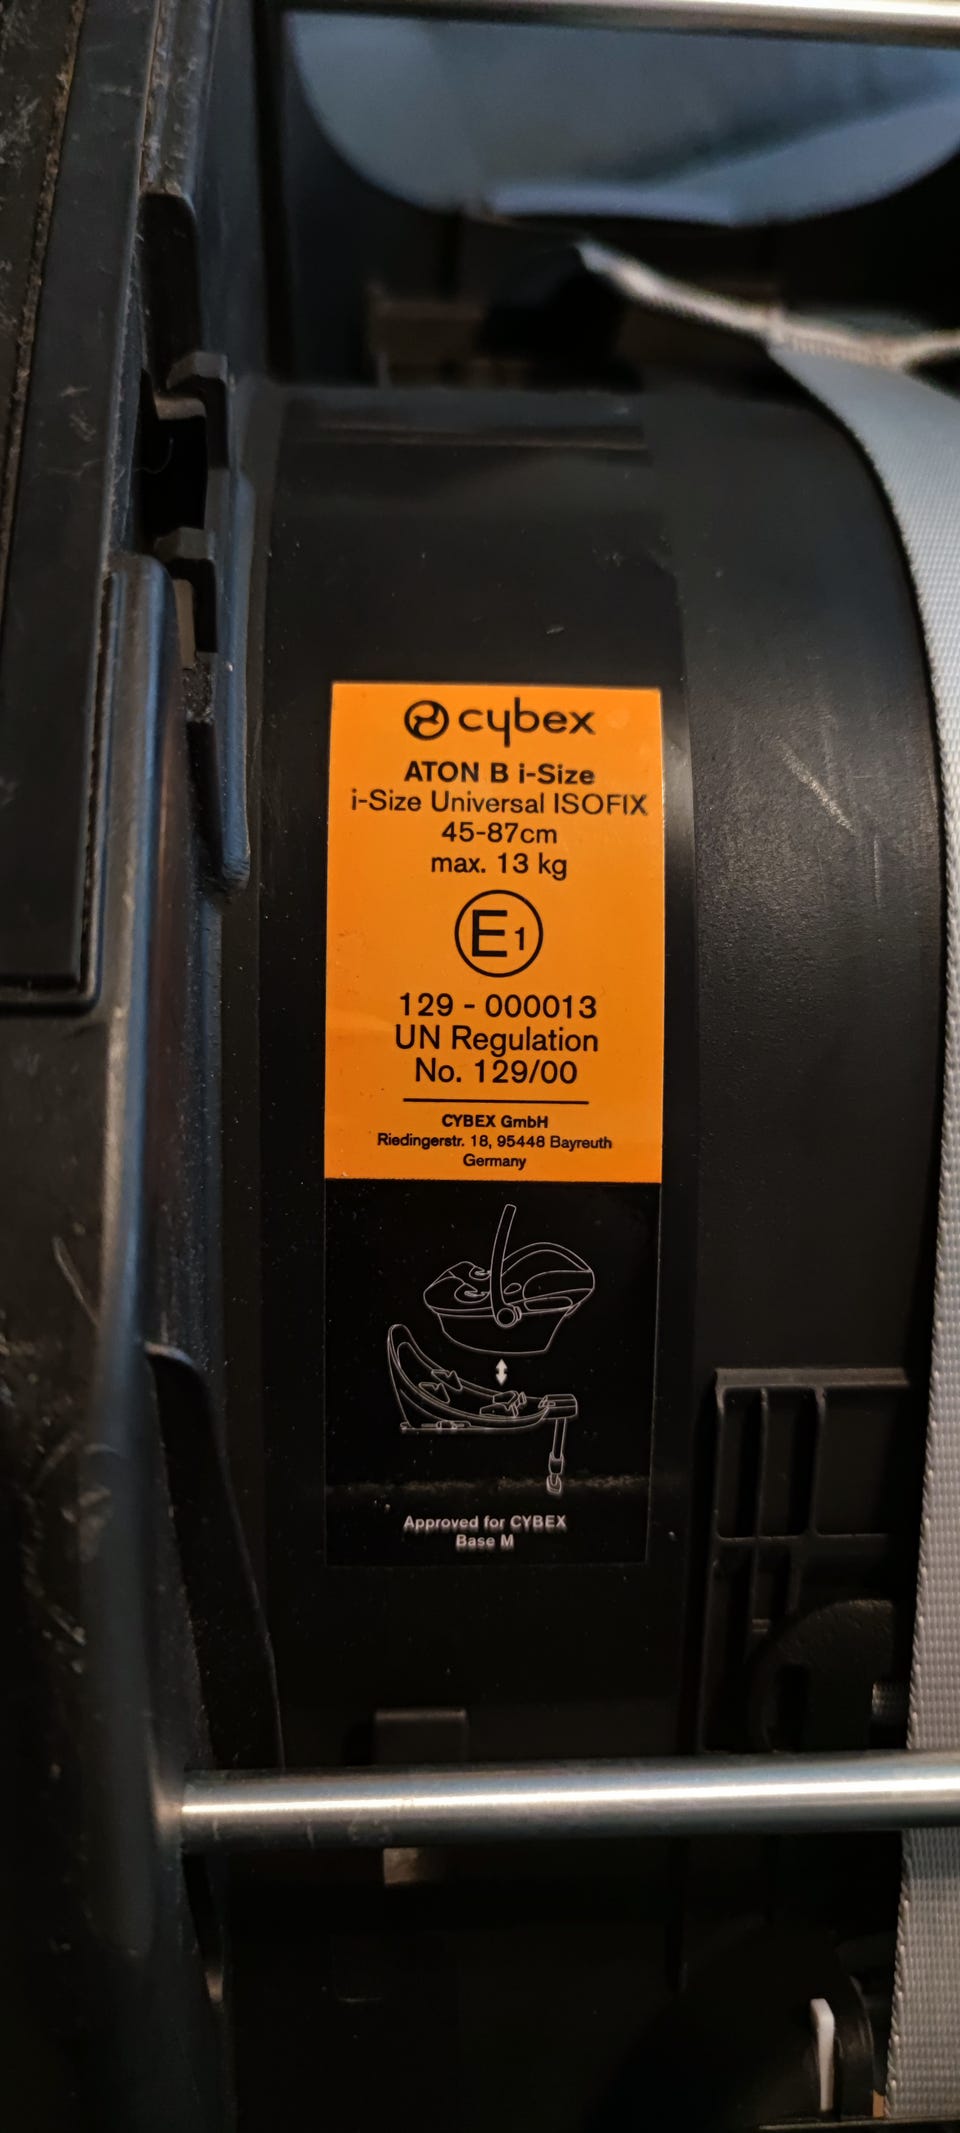 cybex
ATON B i-Size
i-Size Universal ISOFIX
45-87cm
max. 13 kg
E1
129 - 000013
UN Regulation
No. 129/00
CYBEX GmbH
Riedingerstr. 18, 95448 Bayreuth
Germany
Approved for CYBEX
Base M